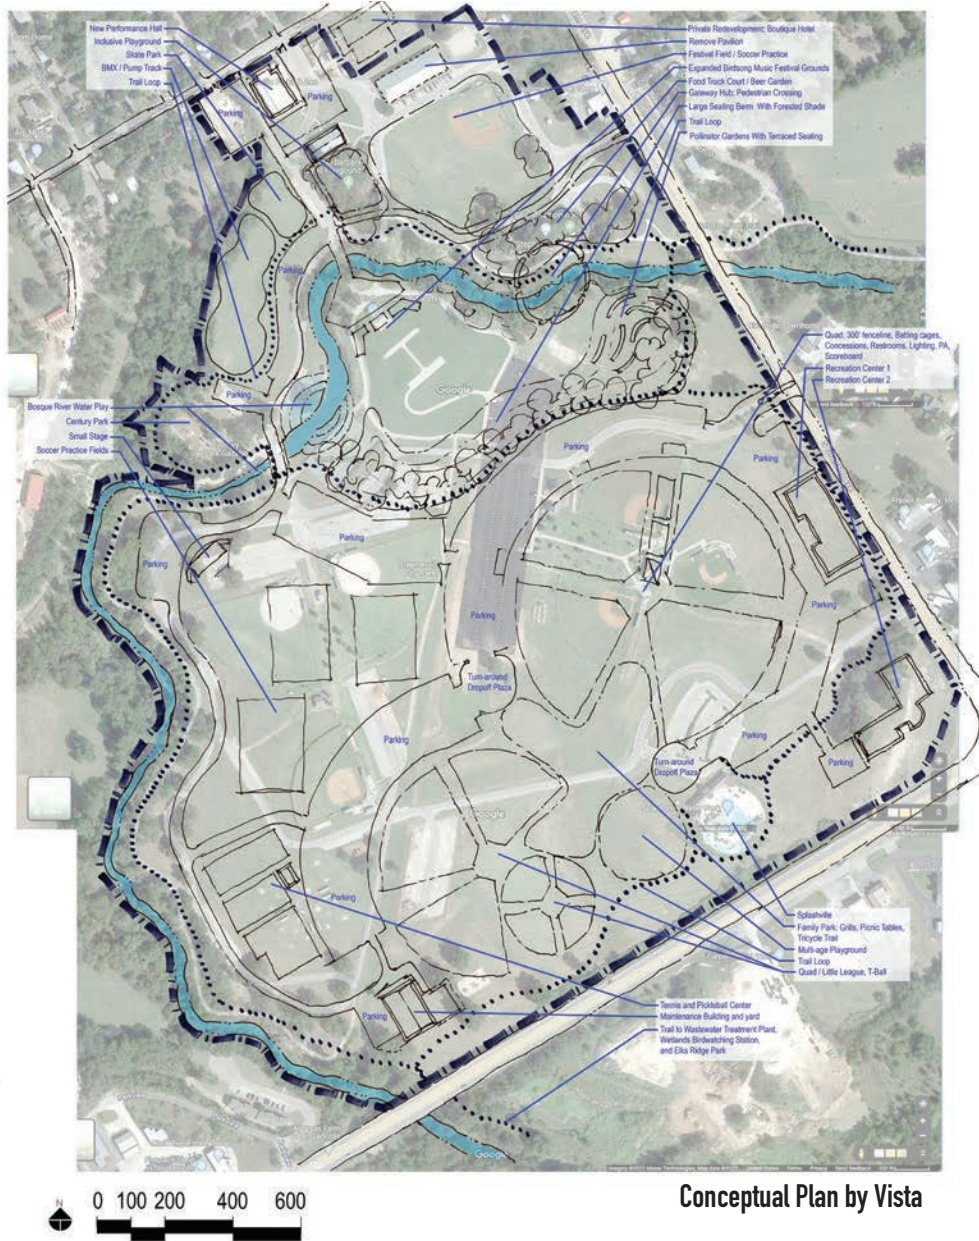 New Performance Hall
Inclusive Playground
Skate Park
BMX / Pump Track
Trail Loop
Private Redevelopment: Boutique Hotel
Remove Pavilion
Festival Field / Soccer Practice
Expanded Birdsong Music Festival Grounds
Food Truck Court / Beer Garden
Gateway Hub; Pedestrian Crossing
Large Seating Berm With Forested Shade
Trail Loop
Pollinator Gardens With Terraced Seating
Parking
Parking
Parking
Google
Quad; 300' fenceline, Batting cages,
Concessions, Restrooms, Lighting, PA,
Scoreboard
Recreation Center 1
Recreation Center 2
Parking
Bosque River Water Play
Century Park
Small Stage
Soccer Practice Fields
Parking
Parking
Parking
Parking
Parking
Parking
Turn-around
Dropoff Plaza
Parking
Parking
Turn-around
Dropoff Plaza
Parking
Google
Parking
Splashville
Family Park: Grills, Picnic Tables,
Tricycle Trail
Multi-age Playground
Trail Loop
Quad / Little League, T-Ball
Tennis and Pickleball Center
Maintenance Building and yard
Trail to Wastewater Treatment Plant,
Wetlands Birdwatching Station,
and Elks Ridge Park
Parking
Google
N
0 100 200 400 600
Conceptual Plan by Vista